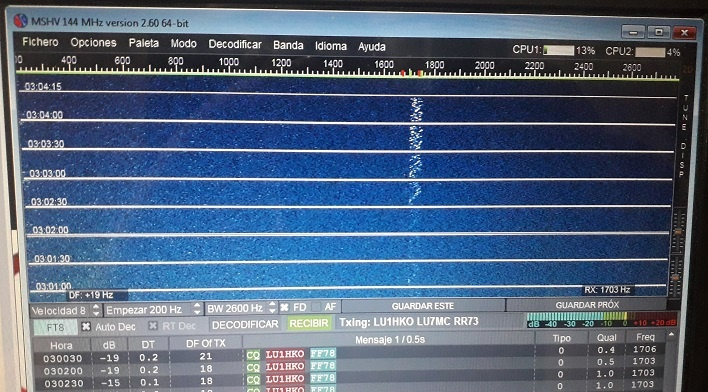 MSHV 144 MHz version 2.60 64-bit
Fichero Opciones Paleta Modo Decodificar Banda Idioma Ayuda CPU1: 13% CPU2: 4%
400 600 800 1000 1200 1400 1600 1800 2000 2200 2400 2600
03:04:15
03:04:00
03:03:30
03:03:00
03:02:30
03:02:00
03:01:30
03:01:00
DF: +19 Hz RX: 1703 Hz
TUNE DISP
Velocidad 8 Empezar 200 Hz BW 2600 Hz FD AF GUARDAR ESTE GUARDAR PRÓX
FT8 Auto Dec RT Dec DECODIFICAR RECIBIR Txing: LU1HKO LU7MC RR73 dB -40 -30 -20 -10 0 +10 +20 dB
Hora dB DT DF Of TX Mensaje 1 / 0.5s Tipo Qual Freq
030030 -19 0.2 21 CQ LU1HKO FF78 0 0.4 1706
030200 -19 0.2 18 CQ LU1HKO FF78 0 0.5 1703
030230 -15 0.1 18 CQ LU1HKO FF78 0 1.0 1703